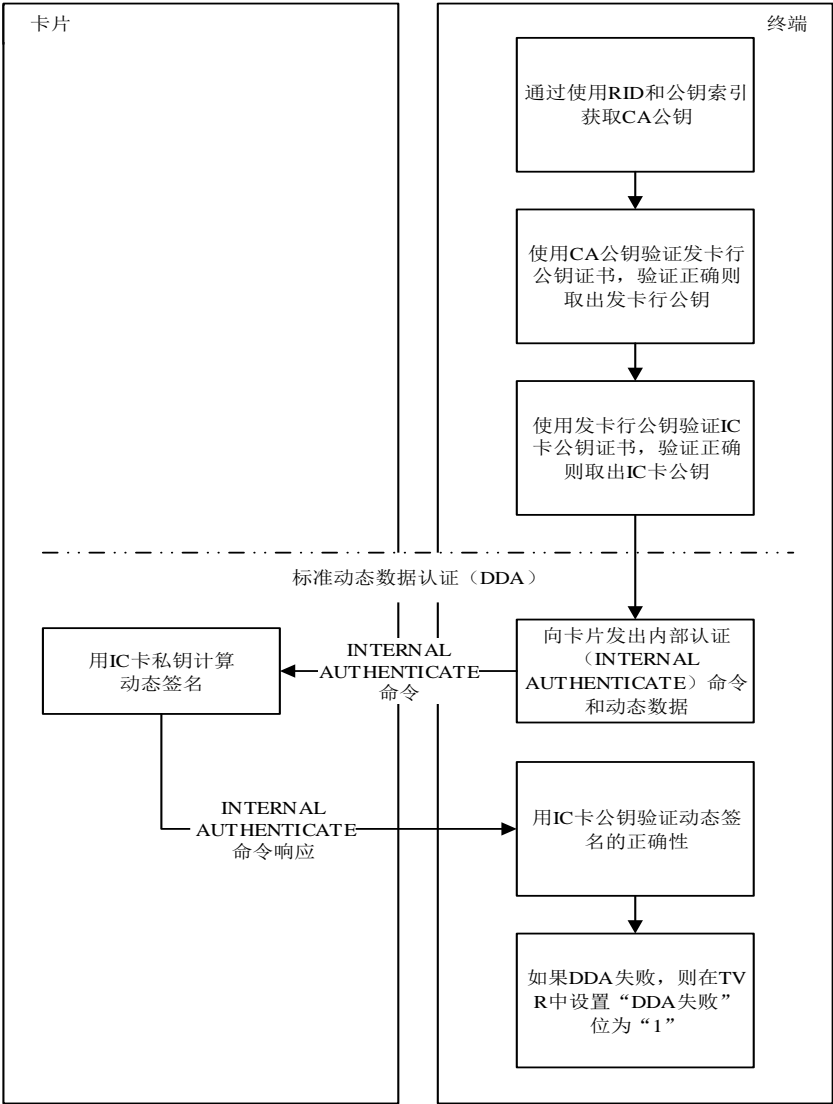 卡片
终端
通过使用RID和公钥索引
获取CA公钥
使用CA公钥验证发卡行
公钥证书，验证正确则
取出发卡行公钥
使用发卡行公钥验证IC
卡公钥证书，验证正确
则取出IC卡公钥
标准动态数据认证（DDA）
向卡片发出内部认证
（INTERNAL
AUTHENTICATE）命令
和动态数据
INTERNAL
AUTHENTICATE
命令
用IC卡私钥计算
动态签名
INTERNAL
AUTHENTICATE
命令响应
用IC卡公钥验证动态签
名的正确性
如果DDA失败，则在TV
R中设置“DDA失败”
位为“1”